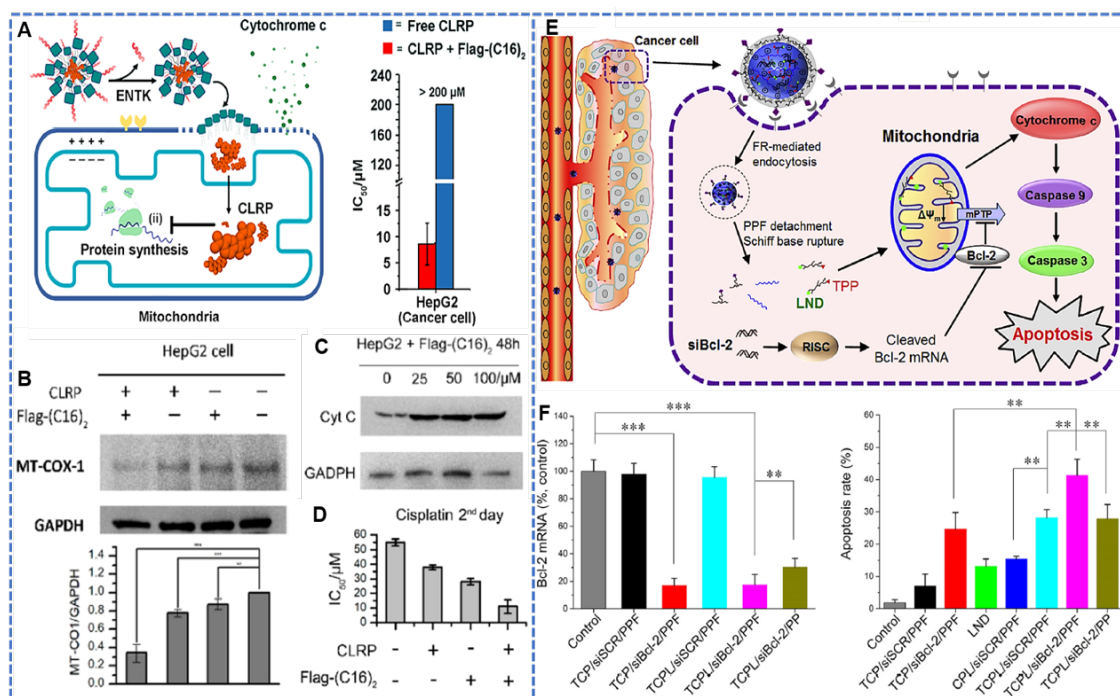 A
Cytochrome c
ENTK
+ + + +
– – – –
CLRP
(ii)
Protein synthesis
Mitochondria
= Free CLRP
= CLRP + Flag-(C16)2
> 200 μM
IC50/μM
240
220
200
180
160
15
10
5
0
HepG2
(Cancer cell)
B
HepG2 cell
CLRP + + – –
Flag-(C16)2 + – + –
MT-COX-1
GAPDH
MT-CO1/GAPDH
1.4
1.2
1.0
0.8
0.6
0.4
0.2
0.0
C
HepG2 + Flag-(C16)2 48h
0 25 50 100/μM
Cyt C
GADPH
D
Cisplatin 2nd day
IC50/μM
70
60
50
40
30
20
10
0
CLRP - + - +
Flag-(C16)2 - - + +
E
Cancer cell
FR-mediated
endocytosis
PPF detachment
Schiff base rupture
TPP
LND
siBcl-2
RISC
Cleaved
Bcl-2 mRNA
Mitochondria
ΔΨm
mPTP
Bcl-2
Cytochrome c
Caspase 9
Caspase 3
Apoptosis
F
Bcl-2 mRNA (%, control)
140
120
100
80
60
40
20
0
***
***
**
Control
TCP/siSCR/PPF
TCP/siBcl-2/PPF
TCPL/siSCR/PPF
TCPL/siBcl-2/PPF
TCPL/siBcl-2/PP
Apoptosis rate (%)
60
50
40
30
20
10
0
**
**
**
**
Control
TCP/siSCR/PPF
TCP/siBcl-2/PPF
LND
CPL/siSCR/PPF
TCPL/siSCR/PPF
TCPL/siBcl-2/PPF
TCPL/siBcl-2/PP